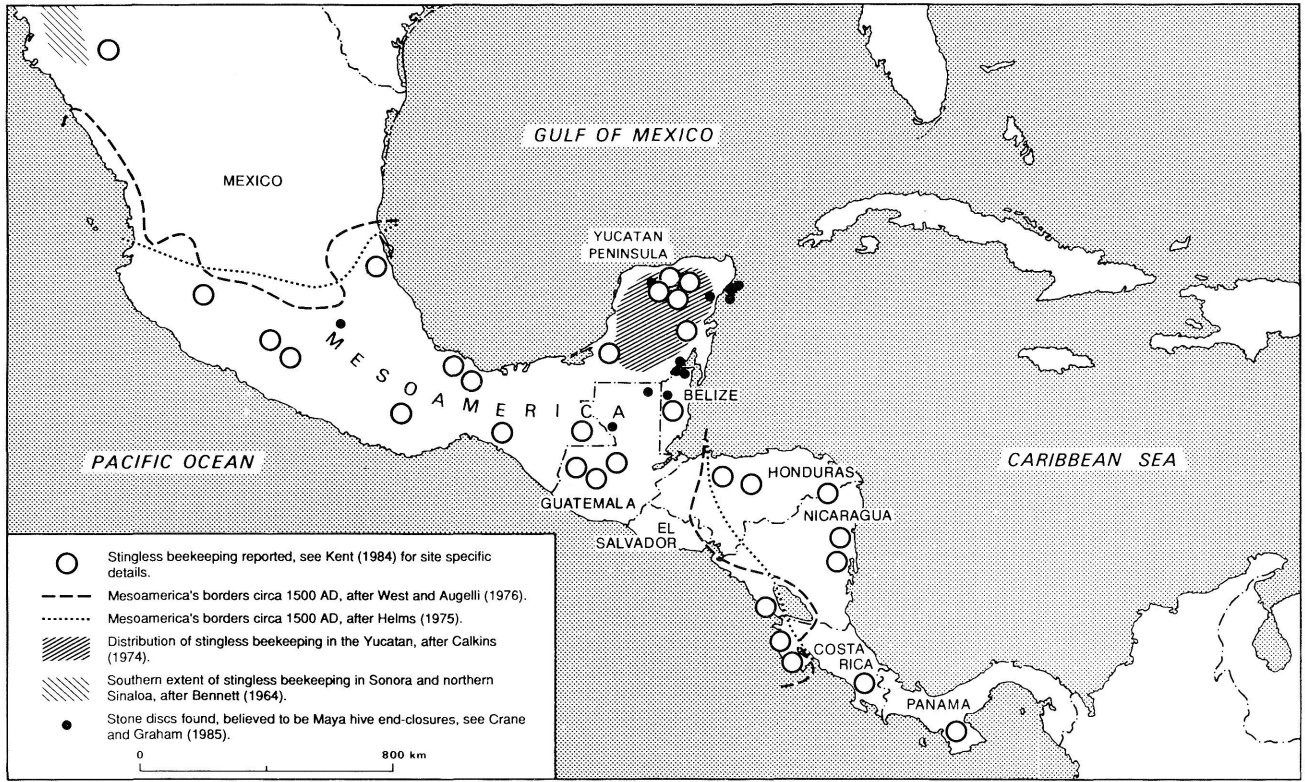 GULF OF MEXICO
MEXICO
YUCATAN
PENINSULA
MESOAMERICA
BELIZE
PACIFIC OCEAN
CARIBBEAN SEA
HONDURAS
GUATEMALA
NICARAGUA
EL
SALVADOR
COSTA
RICA
PANAMA
Stingless beekeeping reported, see Kent (1984) for site specific
details.
Mesoamerica's borders circa 1500 AD, after West and Augelli (1976).
Mesoamerica's borders circa 1500 AD, after Helms (1975).
Distribution of stingless beekeeping in the Yucatan, after Calkins
(1974).
Southern extent of stingless beekeeping in Sonora and northern
Sinaloa, after Bennett (1964).
Stone discs found, believed to be Maya hive end-closures, see Crane
and Graham (1985).
0 800 km